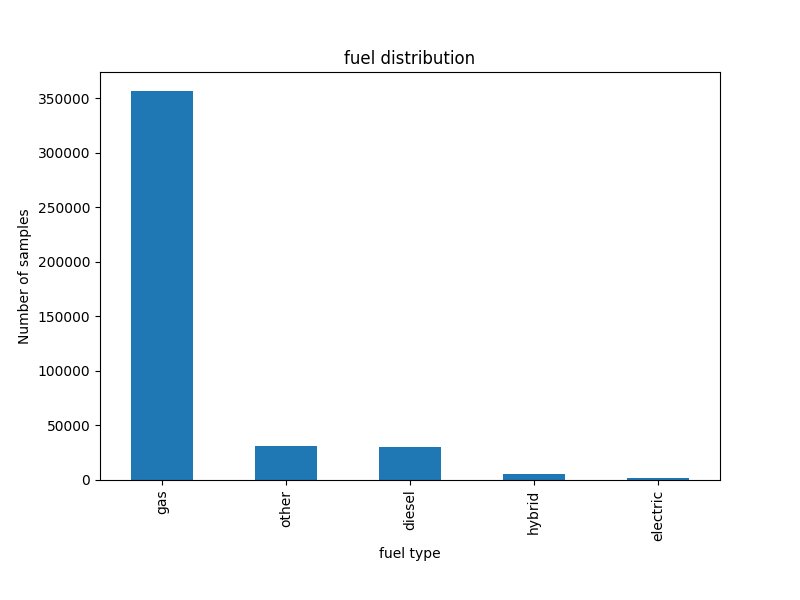 fuel distribution
Number of samples
350000
300000
250000
200000
150000
100000
50000
0
gas
other
diesel
hybrid
electric
fuel type